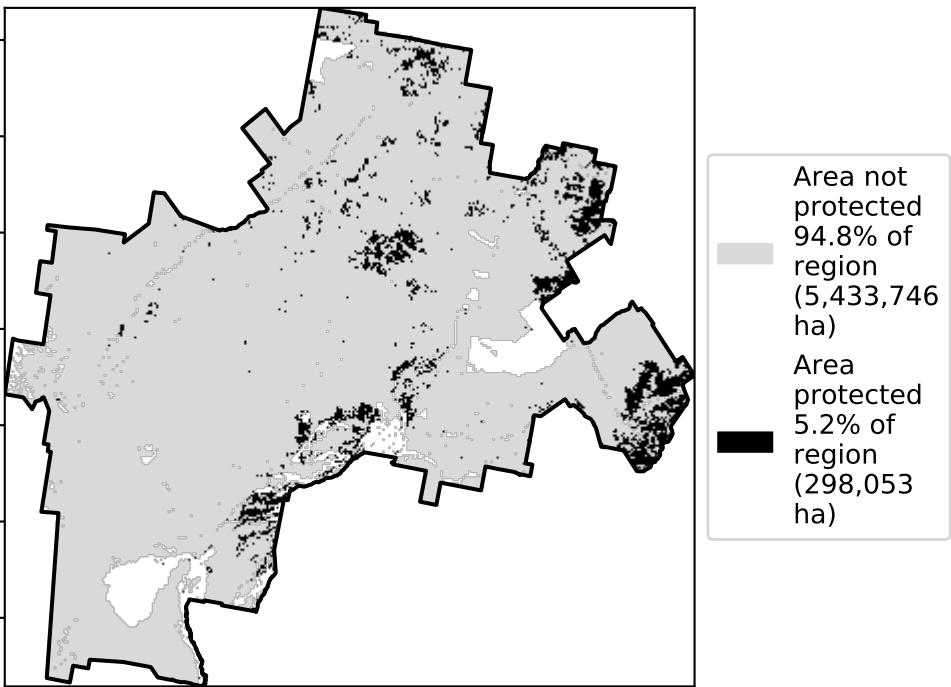 Area not
protected
94.8% of
region
(5,433,746
ha)
Area
protected
5.2% of
region
(298,053
ha)